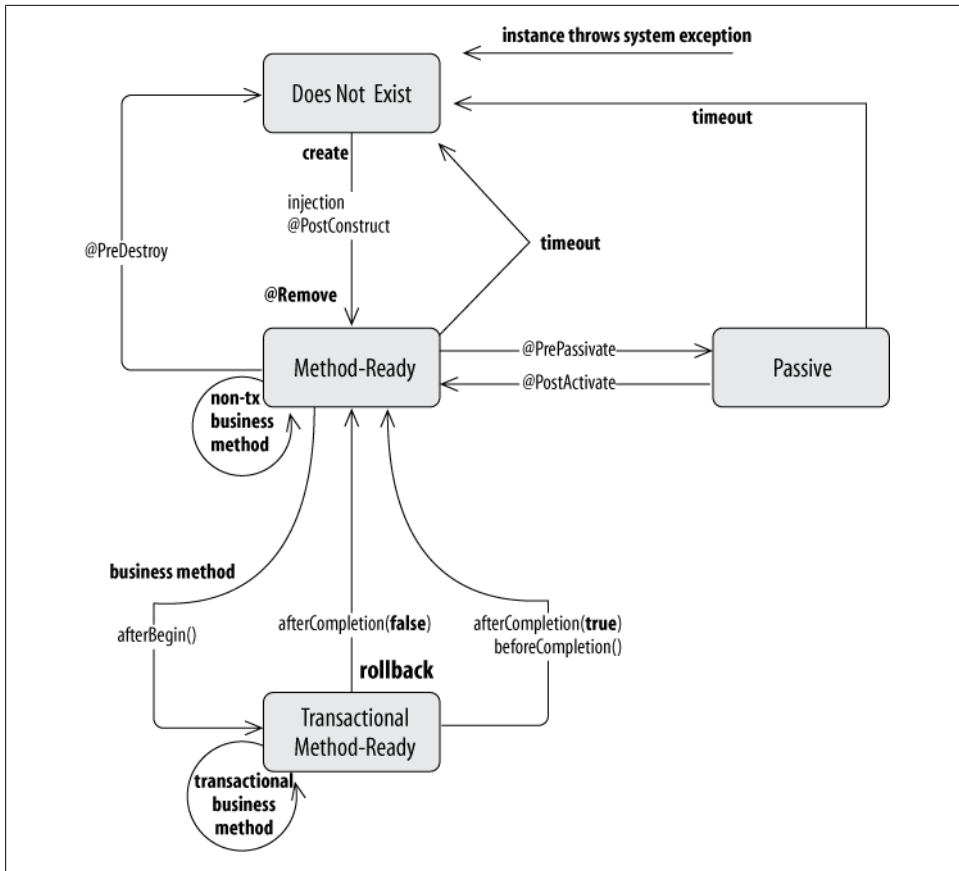 instance throws system exception
Does Not Exist
timeout
create
injection
@PostConstruct
@PreDestroy
timeout
@Remove
Method-Ready
@PrePassivate
@PostActivate
Passive
non-tx
business
method
business method
afterBegin()
afterCompletion(false)
afterCompletion(true)
beforeCompletion()
rollback
Transactional
Method-Ready
transactional
business
method